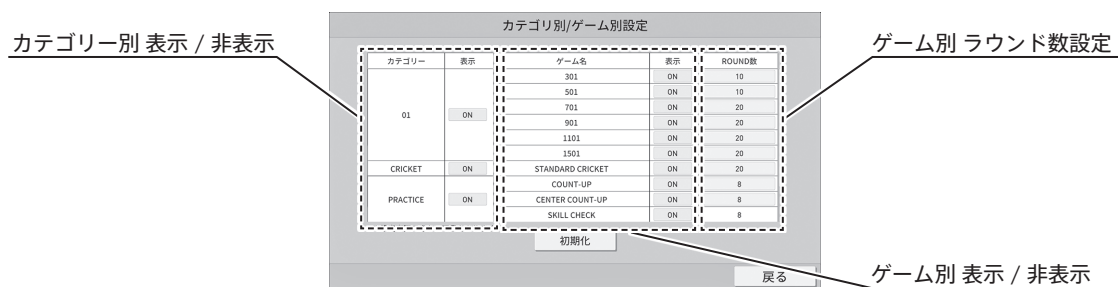 カテゴリ別/ゲーム別設定
カテゴリー別 表示 / 非表示
ゲーム別 ラウンド数設定
カテゴリー 表示 ゲーム名 表示 ROUND数
301 ON 10
501 ON 10
701 ON 20
01 ON
901 ON 20
1101 ON 20
1501 ON 20
CRICKET ON STANDARD CRICKET ON 20
COUNT-UP ON 8
PRACTICE ON CENTER COUNT-UP ON 8
SKILL CHECK ON 8
初期化
戻る
ゲーム別 表示 / 非表示